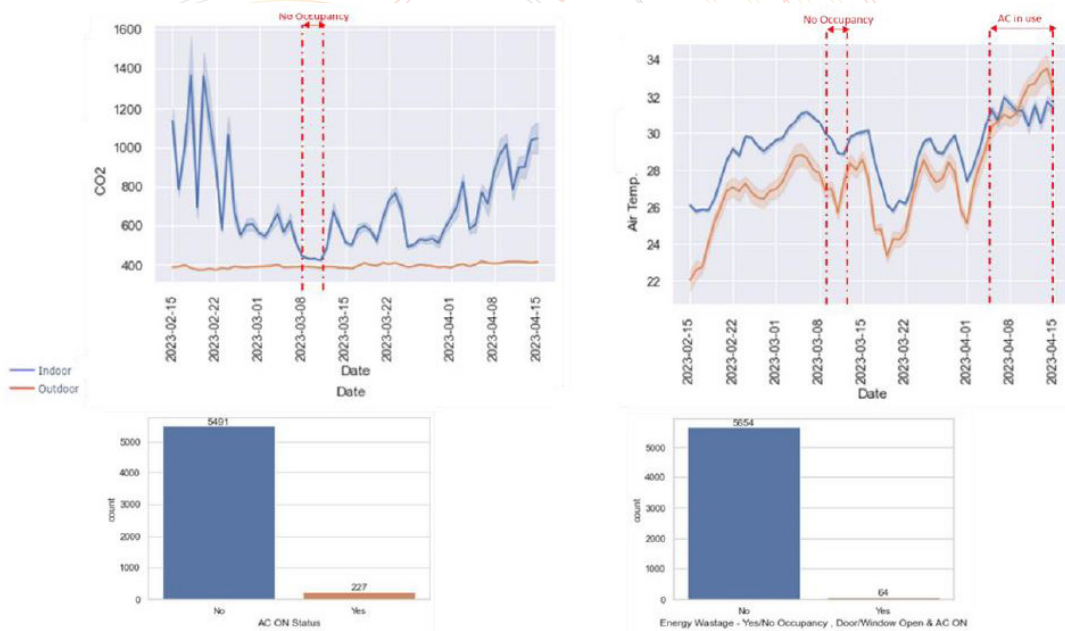 No Occupancy
1600
1400
1200
1000
800
600
400
CO2
2023-02-15
2023-02-22
2023-03-01
2023-03-08
2023-03-15
2023-03-22
2023-04-01
2023-04-08
2023-04-15
Date
Date
Indoor
Outdoor
No Occupancy
AC in use
34
32
30
28
26
24
22
Air Temp.
2023-02-15
2023-02-22
2023-03-01
2023-03-08
2023-03-15
2023-03-22
2023-04-01
2023-04-08
2023-04-15
Date
5491
5000
4000
3000
2000
1000
0
count
227
No
Yes
AC ON Status
5654
5000
4000
3000
2000
1000
0
count
64
No
Yes
Energy Wastage - Yes/No Occupancy , Door/Window Open & AC ON